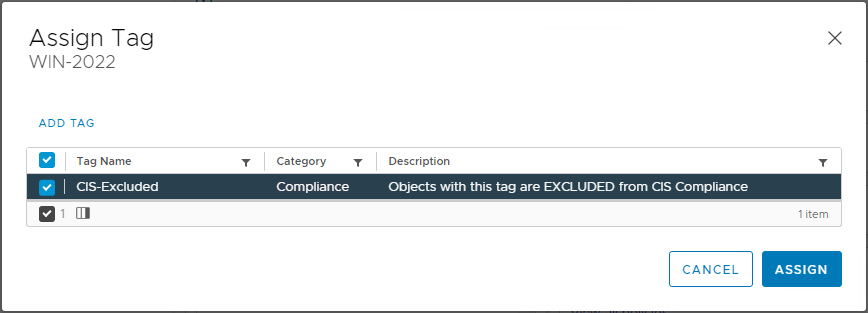 Assign Tag
WIN-2022
ADD TAG
Tag Name Category Description
CIS-Excluded Compliance Objects with this tag are EXCLUDED from CIS Compliance
1 1 item
CANCEL ASSIGN